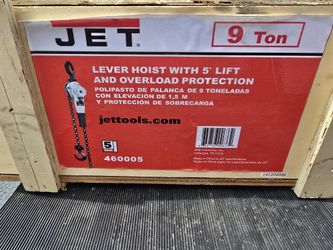 JET
9 Ton
LEVER HOIST WITH 5' LIFT
AND OVERLOAD PROTECTION
POLIPASTO DE PALANCA DE 9 TONELADAS
CON ELEVACIÓN DE 1,5 M
Y PROTECCIÓN DE SOBRECARGA
jettools.com
5
460005